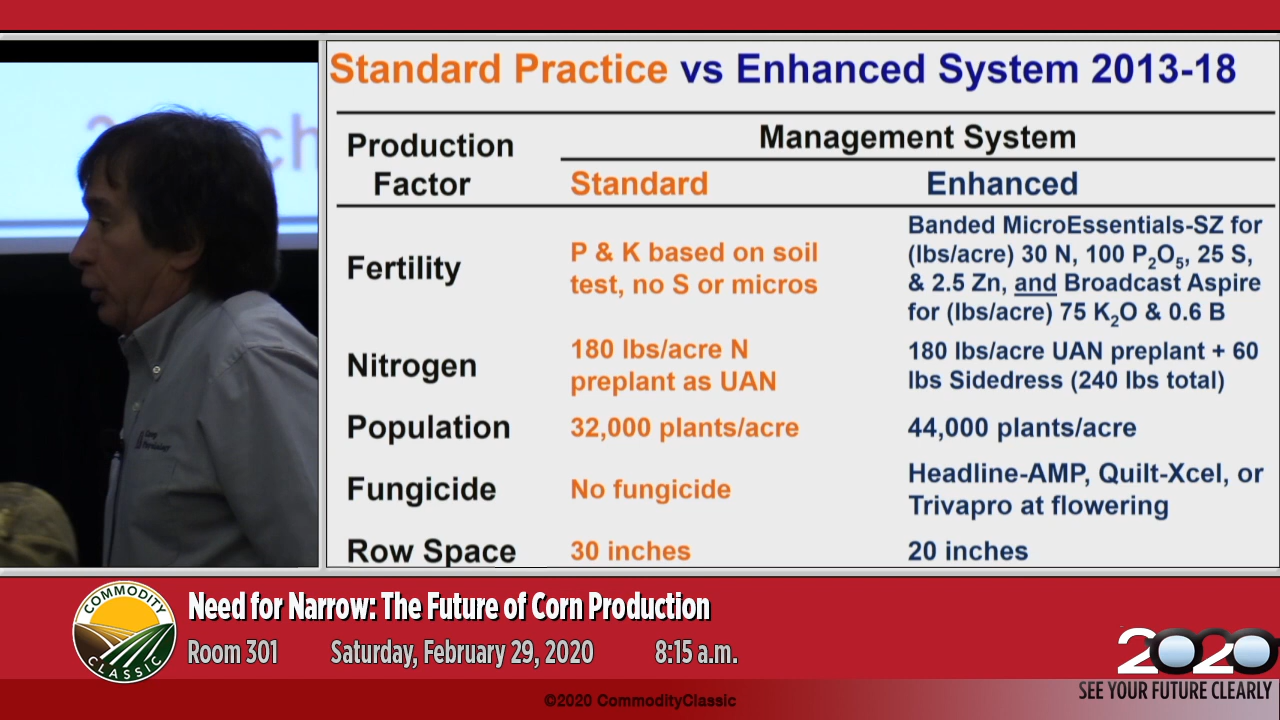 Standard Practice vs Enhanced System 2013-18
Production Factor
Management System
Standard
Enhanced
Fertility
P & K based on soil
test, no S or micros
Banded MicroEssentials-SZ for
(lbs/acre) 30 N, 100 P₂O₅, 25 S,
& 2.5 Zn, and Broadcast Aspire
for (lbs/acre) 75 K₂O & 0.6 B
Nitrogen
180 lbs/acre N
preplant as UAN
180 lbs/acre UAN preplant + 60
lbs Sidedress (240 lbs total)
Population
32,000 plants/acre
44,000 plants/acre
Fungicide
No fungicide
Headline-AMP, Quilt-Xcel, or
Trivapro at flowering
Row Space
30 inches
20 inches
COMMODITY
CLASSIC
Need for Narrow: The Future of Corn Production
Room 301 Saturday, February 29, 2020 8:15 a.m.
2020
SEE YOUR FUTURE CLEARLY
©2020 CommodityClassic